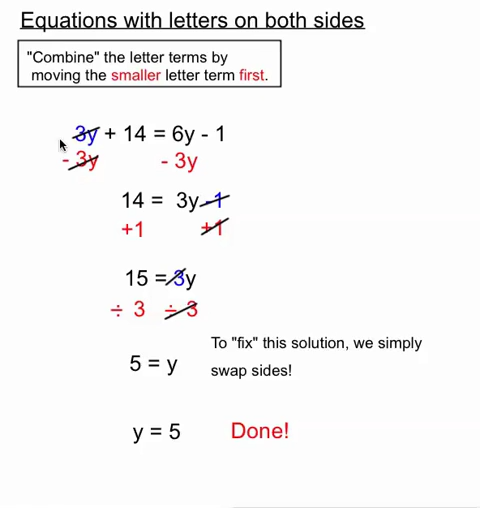 Equations with letters on both sides
"Combine" the letter terms by
moving the smaller letter term first.
3y + 14 = 6y - 1
- 3y - 3y
14 = 3y - 1
+1 +1
15 = 3y
÷ 3 ÷ 3
To "fix" this solution, we simply
5 = y
swap sides!
y = 5 Done!